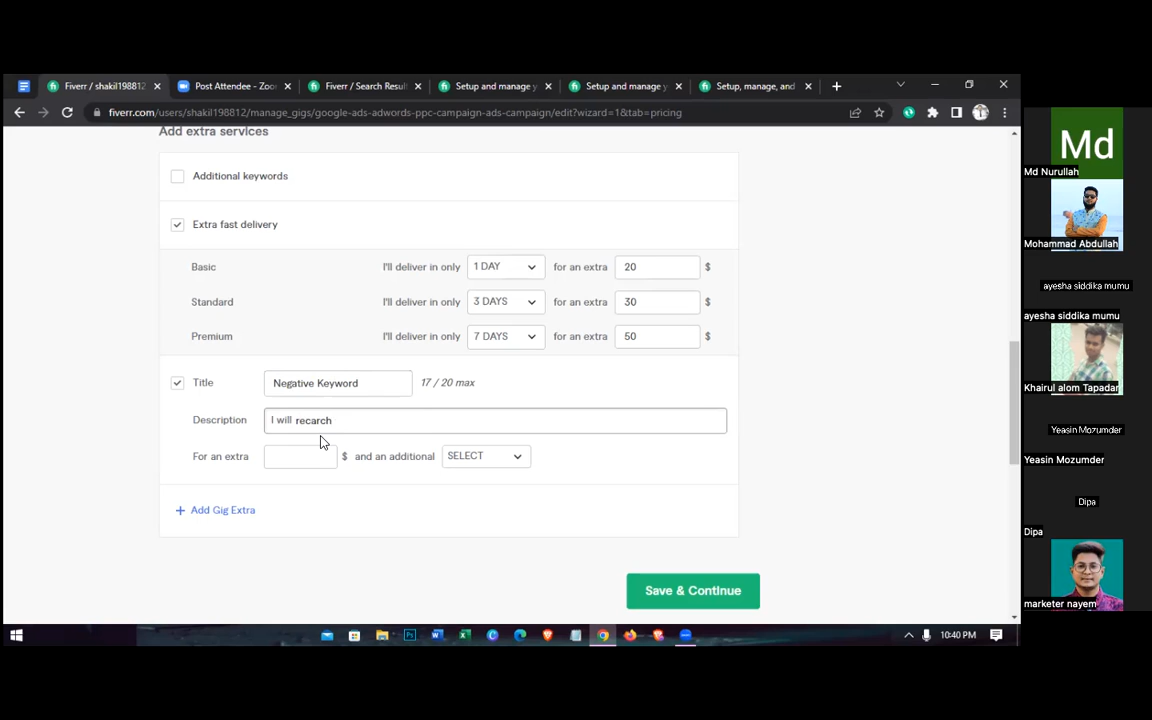 Fiverr / shakil198812
Post Attendee - Zoo
Fiverr / Search Resul
Setup and manage y
Setup and manage y
Setup, manage, and
fiverr.com/users/shakil198812/manage_gigs/google-ads-adwords-ppc-campaign-ads-campaign/edit?wizard=1&tab=pricing
Add extra services
Additional keywords
Extra fast delivery
Basic I'll deliver in only 1 DAY for an extra 20 $
Standard I'll deliver in only 3 DAYS for an extra 30 $
Premium I'll deliver in only 7 DAYS for an extra 50 $
Title Negative Keyword 17 / 20 max
Description I will recarch
For an extra $ and an additional SELECT
+ Add Gig Extra
Save & Continue
10:40 PM
Md
Md Nurullah
Mohammad Abdullah
ayesha siddika mumu
ayesha siddika mumu
Khairul alom Tapadar
Yeasin Mozumder
Yeasin Mozumder
Dipa
Dipa
marketer nayem